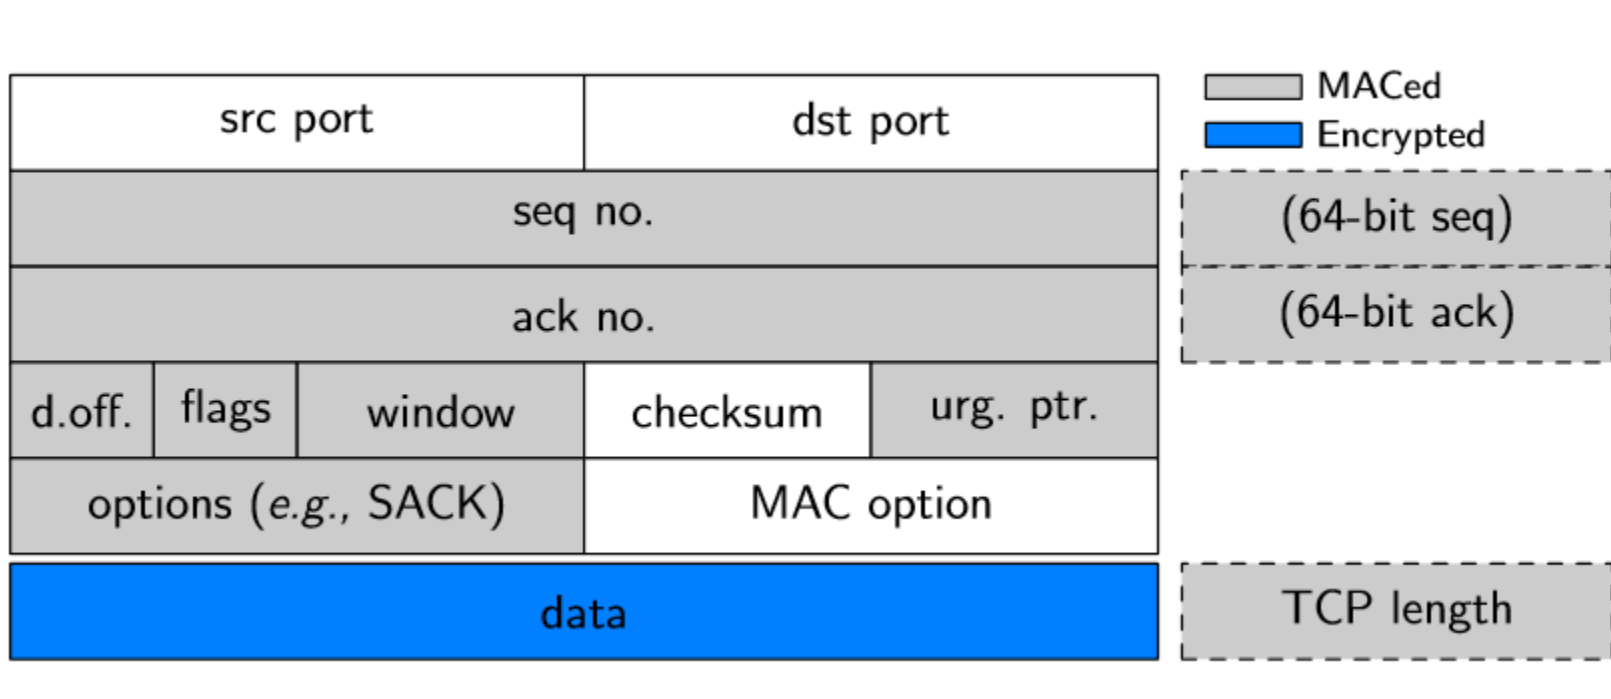 src port
dst port
MACed
Encrypted
seq no.
(64-bit seq)
ack no.
(64-bit ack)
d.off.
flags
window
checksum
urg. ptr.
options (e.g., SACK)
MAC option
data
TCP length